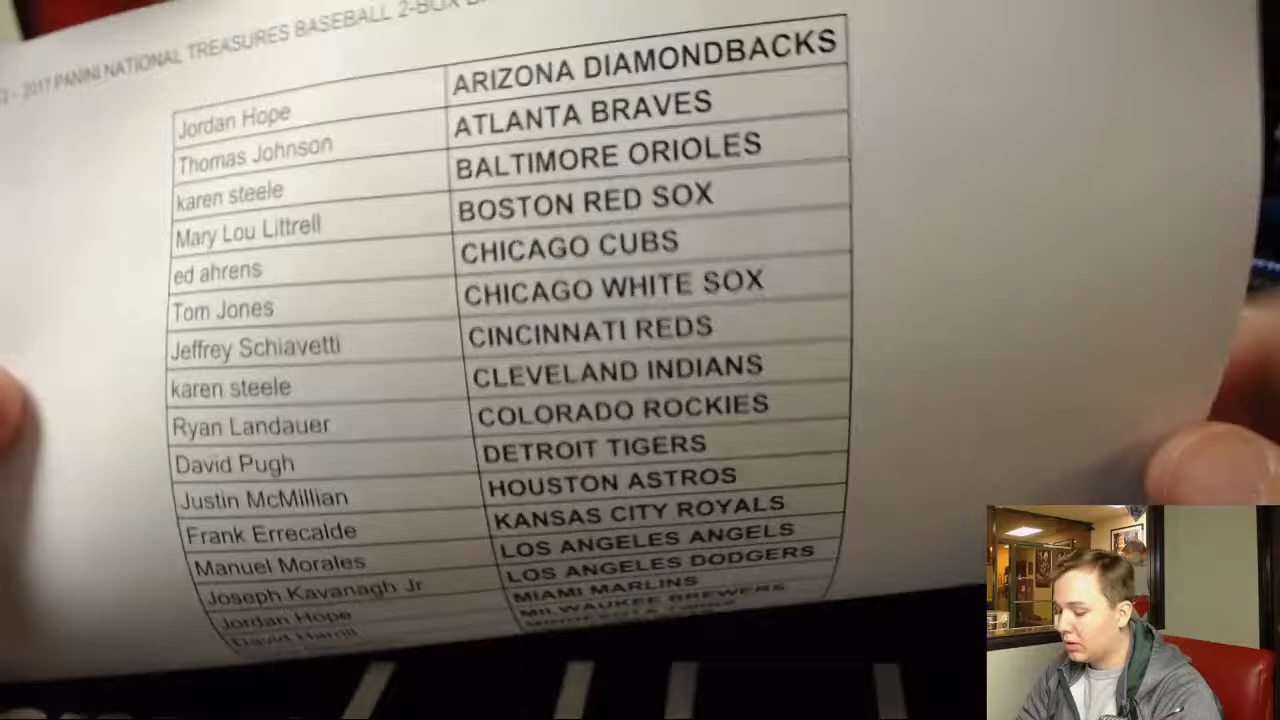 2017 PANINI NATIONAL TREASURES BASEBALL 2-BOX
Jordan Hope ARIZONA DIAMONDBACKS
Thomas Johnson ATLANTA BRAVES
karen steele BALTIMORE ORIOLES
Mary Lou Littrell BOSTON RED SOX
ed ahrens CHICAGO CUBS
Tom Jones CHICAGO WHITE SOX
Jeffrey Schiavetti CINCINNATI REDS
karen steele CLEVELAND INDIANS
Ryan Landauer COLORADO ROCKIES
David Pugh DETROIT TIGERS
Justin McMillian HOUSTON ASTROS
Frank Errecalde KANSAS CITY ROYALS
Manuel Morales LOS ANGELES ANGELS
Joseph Kavanagh Jr LOS ANGELES DODGERS
Jordan Hope MIAMI MARLINS
David MILWAUKEE BREWERS